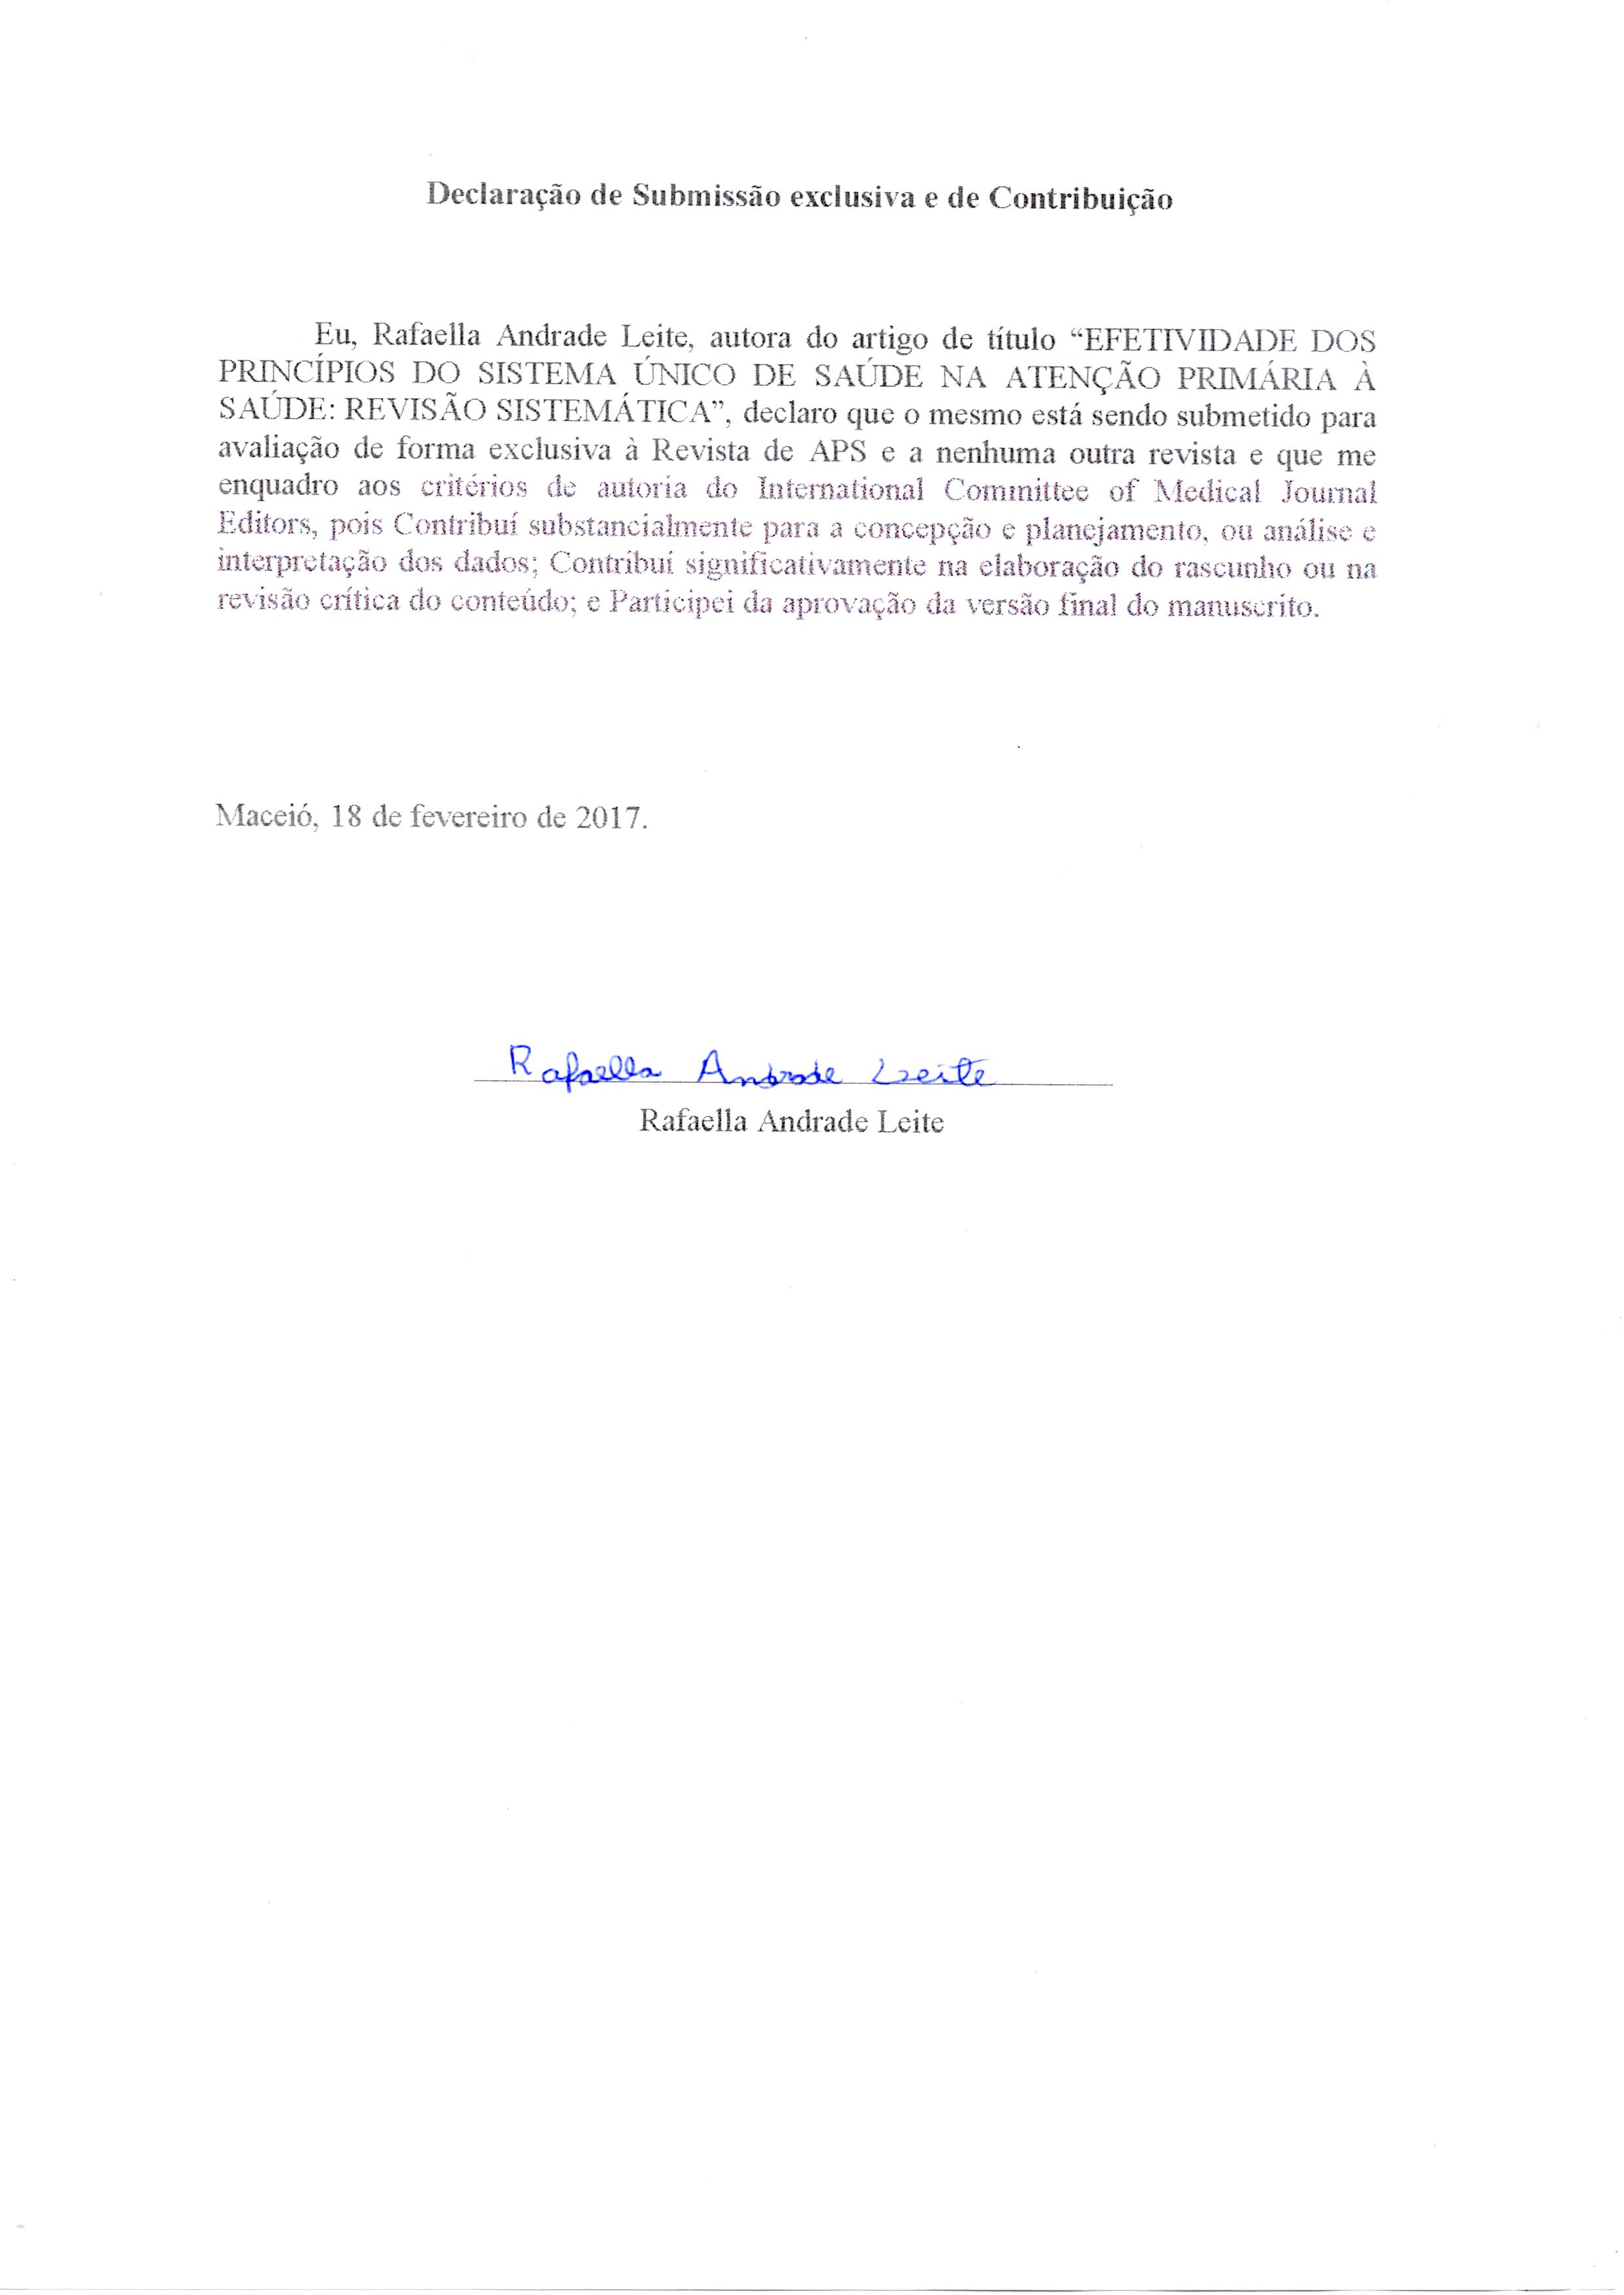 Declaração de Submissão exclusiva e de Contribuição
Eu, Rafaella Andrade Leite, autora do artigo de título “EFETIVIDADE DOS
PRINCÍPIOS DO SISTEMA ÚNICO DE SAÚDE NA ATENÇÃO PRIMÁRIA À
SAÚDE: REVISÃO SISTEMÁTICA”, declaro que o mesmo está sendo submetido para
avaliação de forma exclusiva à Revista de APS e a nenhuma outra revista e que me
enquadro aos critérios de autoria do International Committee of Medical Journal
Editors, pois Contribuí substancialmente para a concepção e planejamento, ou análise e
interpretação dos dados; Contribuí significativamente na elaboração do rascunho ou na
revisão crítica do conteúdo; e Participei da aprovação da versão final do manuscrito.
Maceió, 18 de fevereiro de 2017.
Rafaella Andrade Leite
Rafaella Andrade Leite